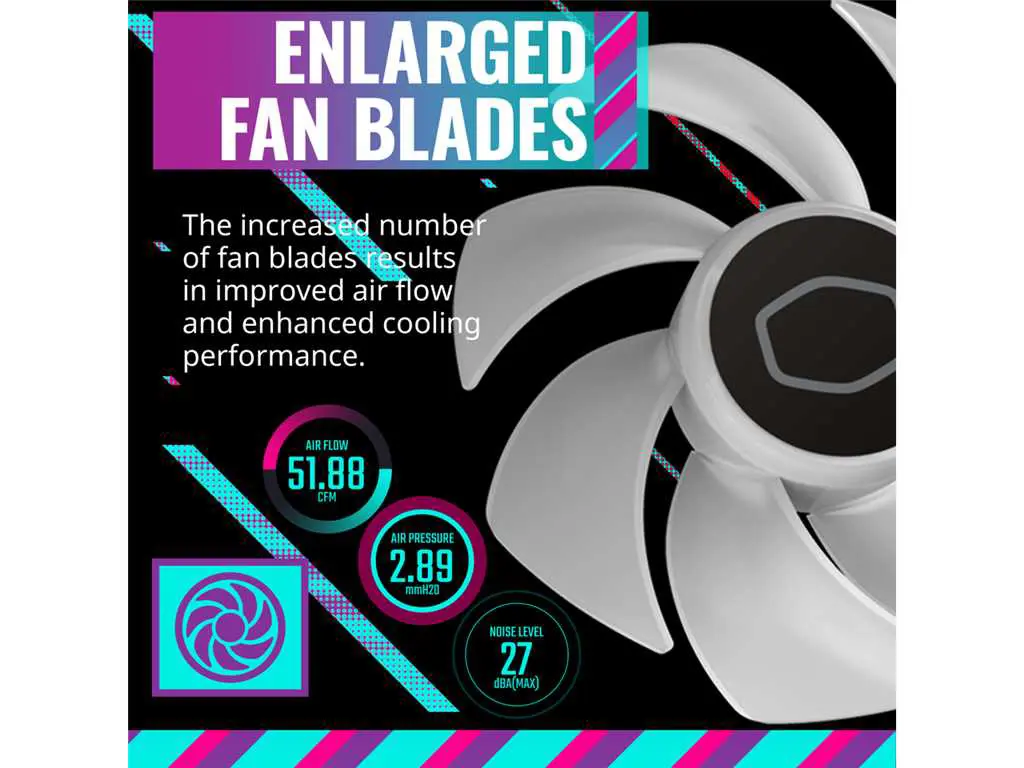 ENLARGED
FAN BLADES
The increased number
of fan blades results
in improved air flow
and enhanced cooling
performance.
AIR FLOW
51.88
CFM
AIR PRESSURE
2.89
mmH2O
NOISE LEVEL
27
dBA(MAX)